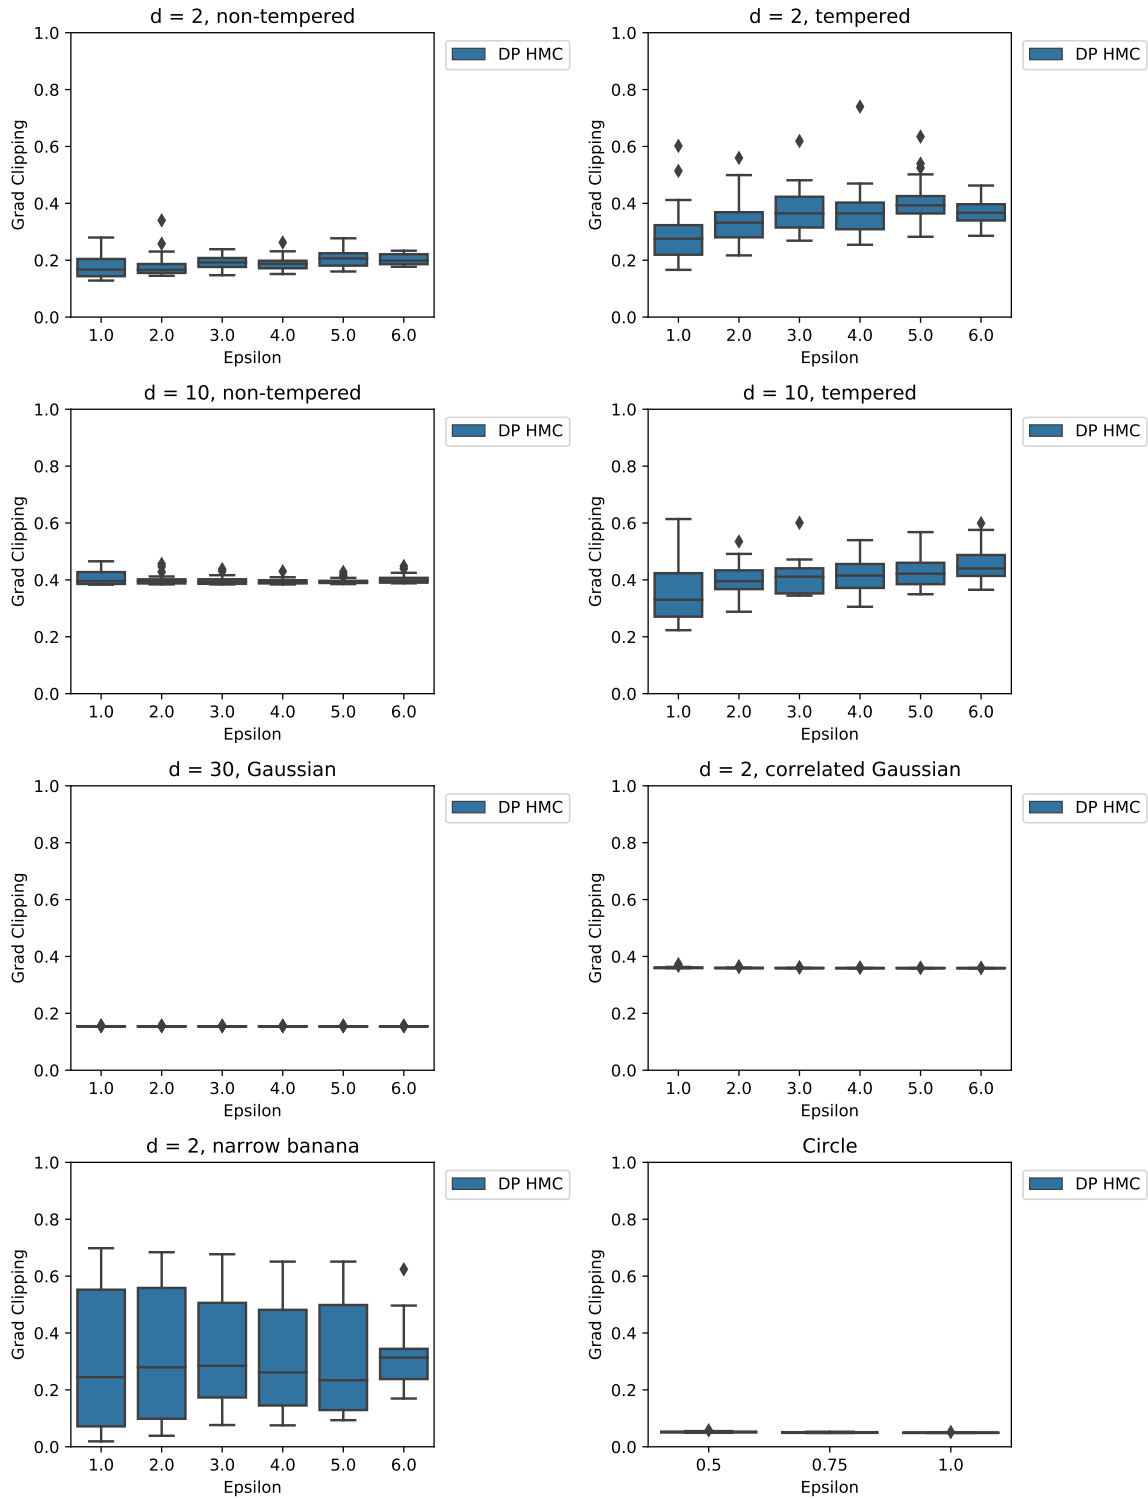 d = 2, non-tempered
1.0
0.8
0.6
0.4
0.2
0.0
Grad Clipping
1.0 2.0 3.0 4.0 5.0 6.0
Epsilon
DP HMC
d = 2, tempered
1.0
0.8
0.6
0.4
0.2
0.0
Grad Clipping
1.0 2.0 3.0 4.0 5.0 6.0
Epsilon
DP HMC
d = 10, non-tempered
1.0
0.8
0.6
0.4
0.2
0.0
Grad Clipping
1.0 2.0 3.0 4.0 5.0 6.0
Epsilon
DP HMC
d = 10, tempered
1.0
0.8
0.6
0.4
0.2
0.0
Grad Clipping
1.0 2.0 3.0 4.0 5.0 6.0
Epsilon
DP HMC
d = 30, Gaussian
1.0
0.8
0.6
0.4
0.2
0.0
Grad Clipping
1.0 2.0 3.0 4.0 5.0 6.0
Epsilon
DP HMC
d = 2, correlated Gaussian
1.0
0.8
0.6
0.4
0.2
0.0
Grad Clipping
1.0 2.0 3.0 4.0 5.0 6.0
Epsilon
DP HMC
d = 2, narrow banana
1.0
0.8
0.6
0.4
0.2
0.0
Grad Clipping
1.0 2.0 3.0 4.0 5.0 6.0
Epsilon
DP HMC
Circle
1.0
0.8
0.6
0.4
0.2
0.0
Grad Clipping
0.5 0.75 1.0
Epsilon
DP HMC